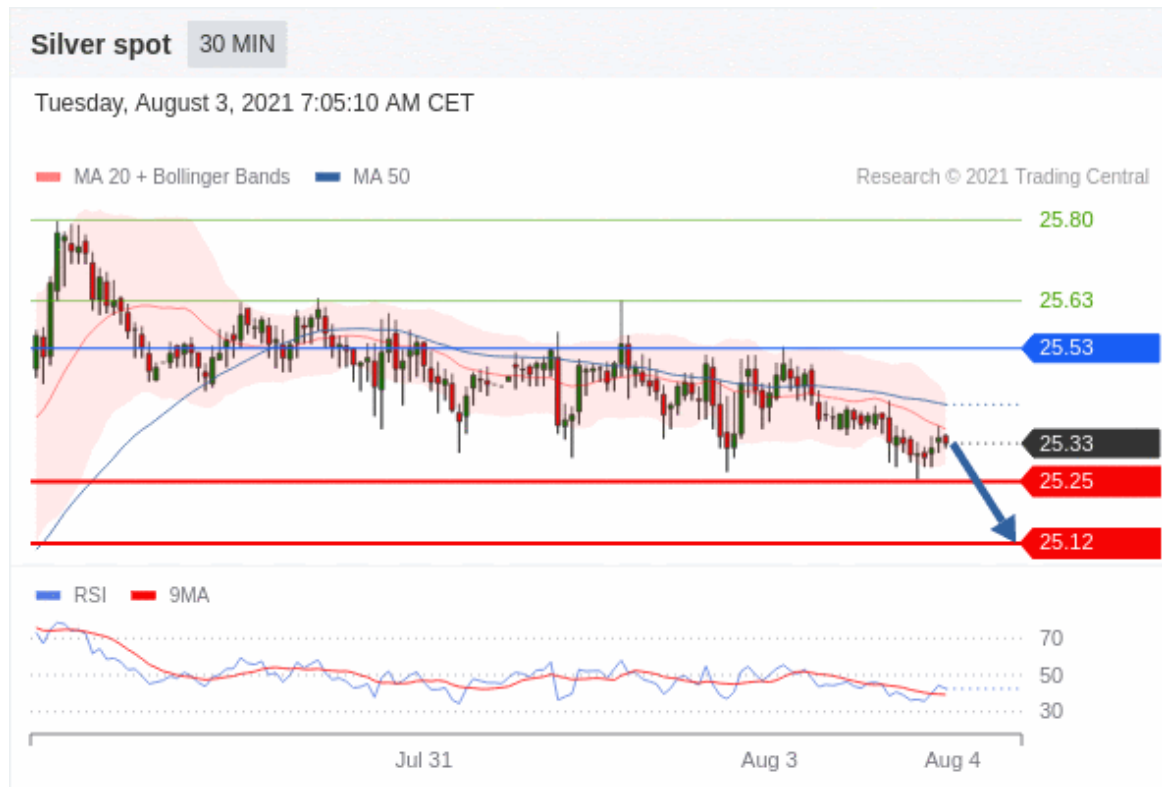 Silver spot 30 MIN
Tuesday, August 3, 2021 7:05:10 AM CET
MA 20 + Bollinger Bands MA 50 Research © 2021 Trading Central
25.80
25.63
25.53
25.33
25.25
25.12
RSI 9MA
70
50
30
Jul 31 Aug 3 Aug 4